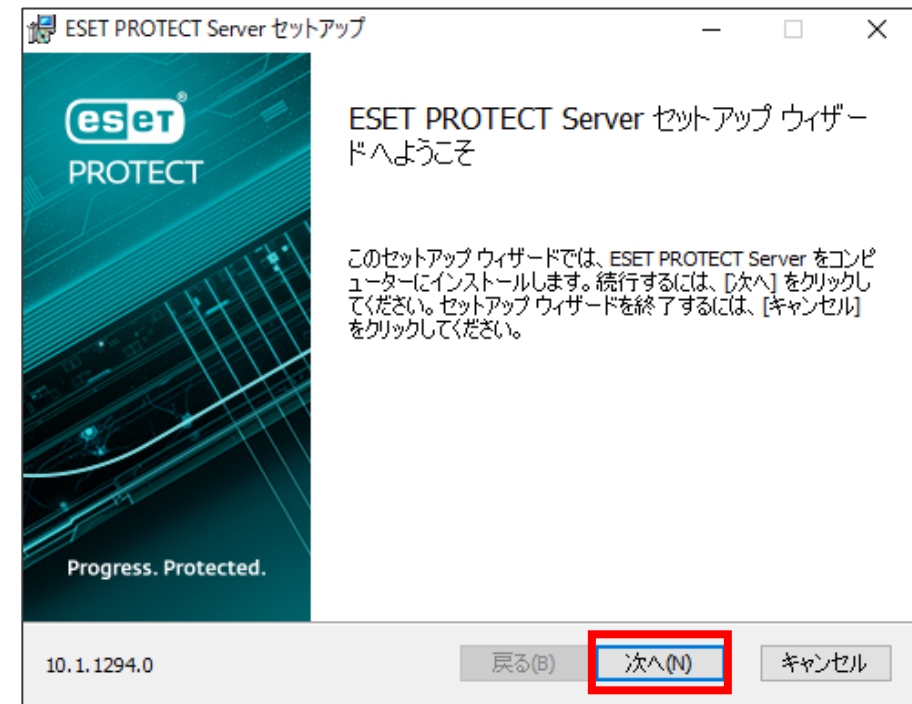 ESET PROTECT Server セットアップ
eset®
PROTECT
ESET PROTECT Server セットアップ ウィザー
ドへようこそ
このセットアップ ウィザードでは、ESET PROTECT Server をコンピ
ューターにインストールします。続行するには、[次へ] をクリックし
てください。セットアップ ウィザードを終了するには、[キャンセル]
をクリックしてください。
Progress. Protected.
10.1.1294.0
戻る(B)
次へ(N)
キャンセル